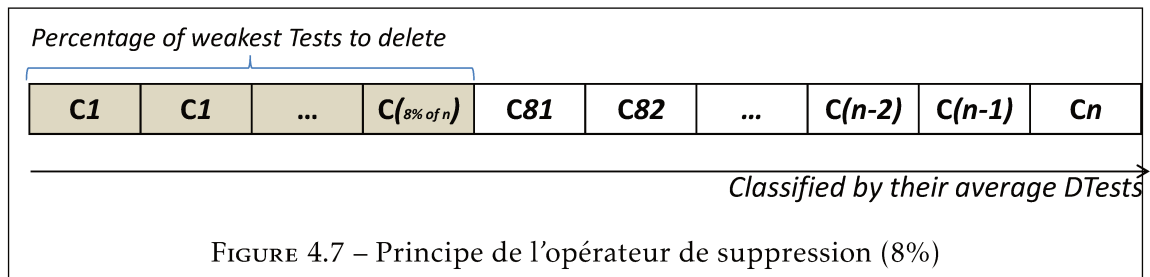 Percentage of weakest Tests to delete
C1 C1 ... C(8% of n) C81 C82 ... C(n-2) C(n-1) Cn
Classified by their average DTests
FIGURE 4.7 – Principe de l'opérateur de suppression (8%)